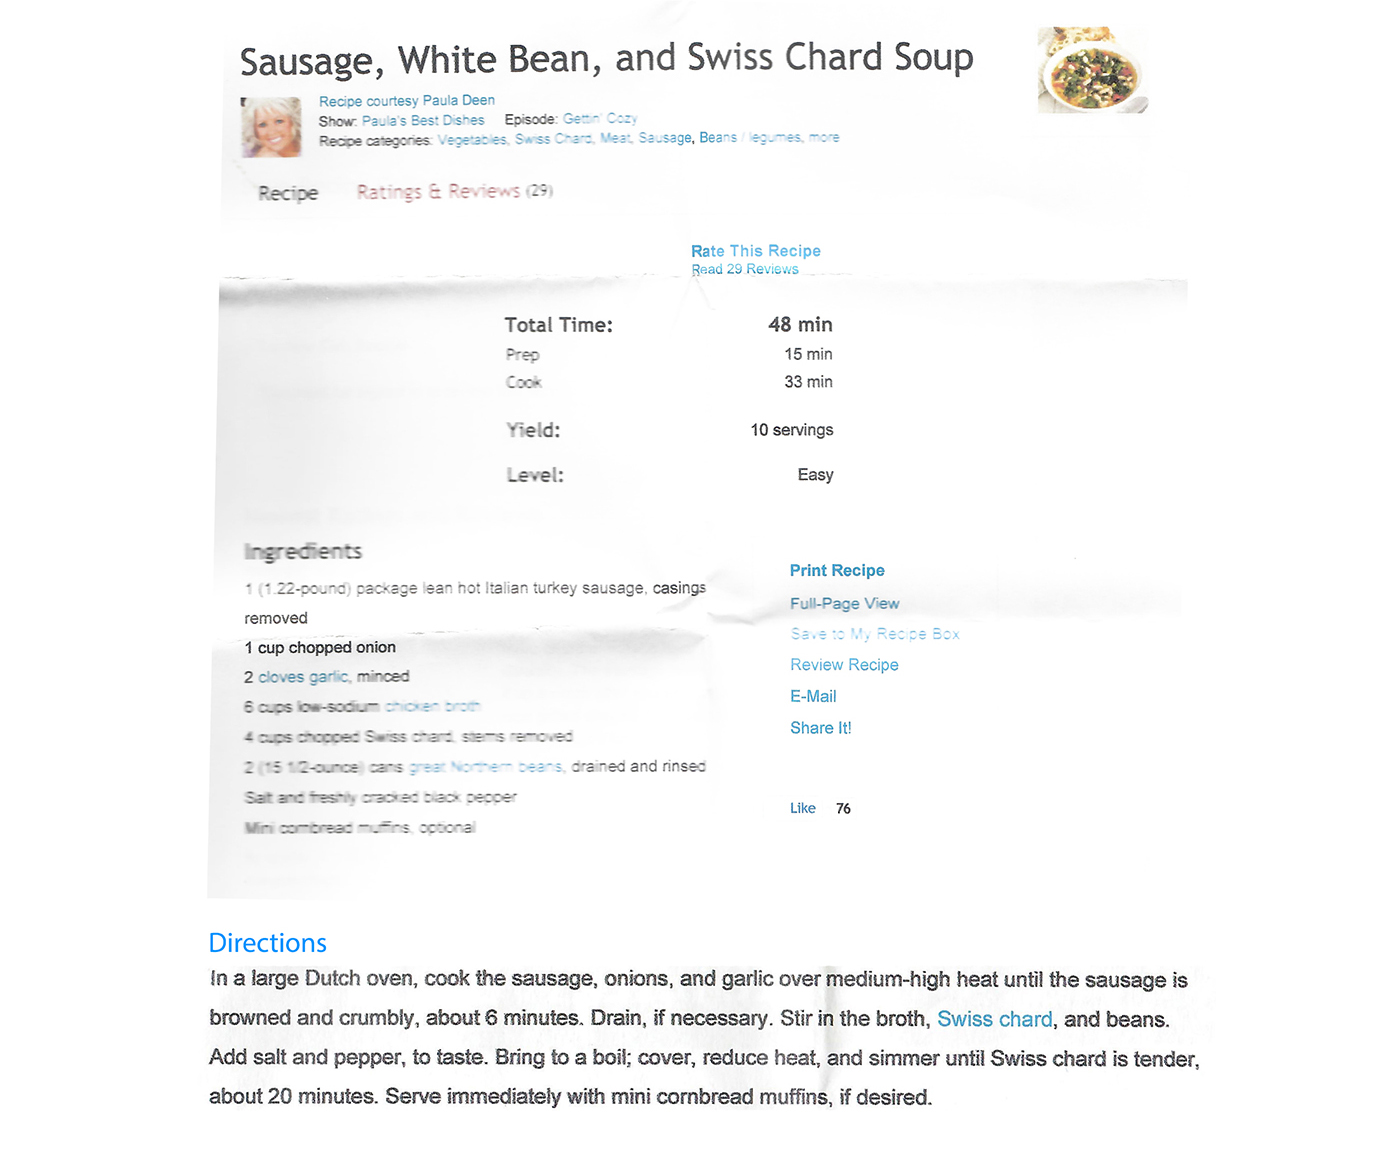 Sausage, White Bean, and Swiss Chard Soup
Recipe courtesy Paula Deen
Show: Paula's Best Dishes Episode: Gettin' Cozy
Recipe categories: Vegetables, Swiss Chard, Meat, Sausage, Beans / legumes, more
Recipe Ratings & Reviews (29)
Rate This Recipe
Read 29 Reviews
Total Time: 48 min
Prep 15 min
Cook 33 min
Yield: 10 servings
Level: Easy
Ingredients
1 (1.22-pound) package lean hot Italian turkey sausage, casings
removed
1 cup chopped onion
2 cloves garlic, minced
6 cups low-sodium chicken broth
4 cups chopped Swiss chard, stems removed
2 (15 1/2-ounce) cans great Northern beans, drained and rinsed
Salt and freshly cracked black pepper
Mini cornbread muffins, optional
Print Recipe
Full-Page View
Save to My Recipe Box
Review Recipe
E-Mail
Share It!
Like 76
Directions
In a large Dutch oven, cook the sausage, onions, and garlic over medium-high heat until the sausage is
browned and crumbly, about 6 minutes. Drain, if necessary. Stir in the broth, Swiss chard, and beans.
Add salt and pepper, to taste. Bring to a boil; cover, reduce heat, and simmer until Swiss chard is tender,
about 20 minutes. Serve immediately with mini cornbread muffins, if desired.